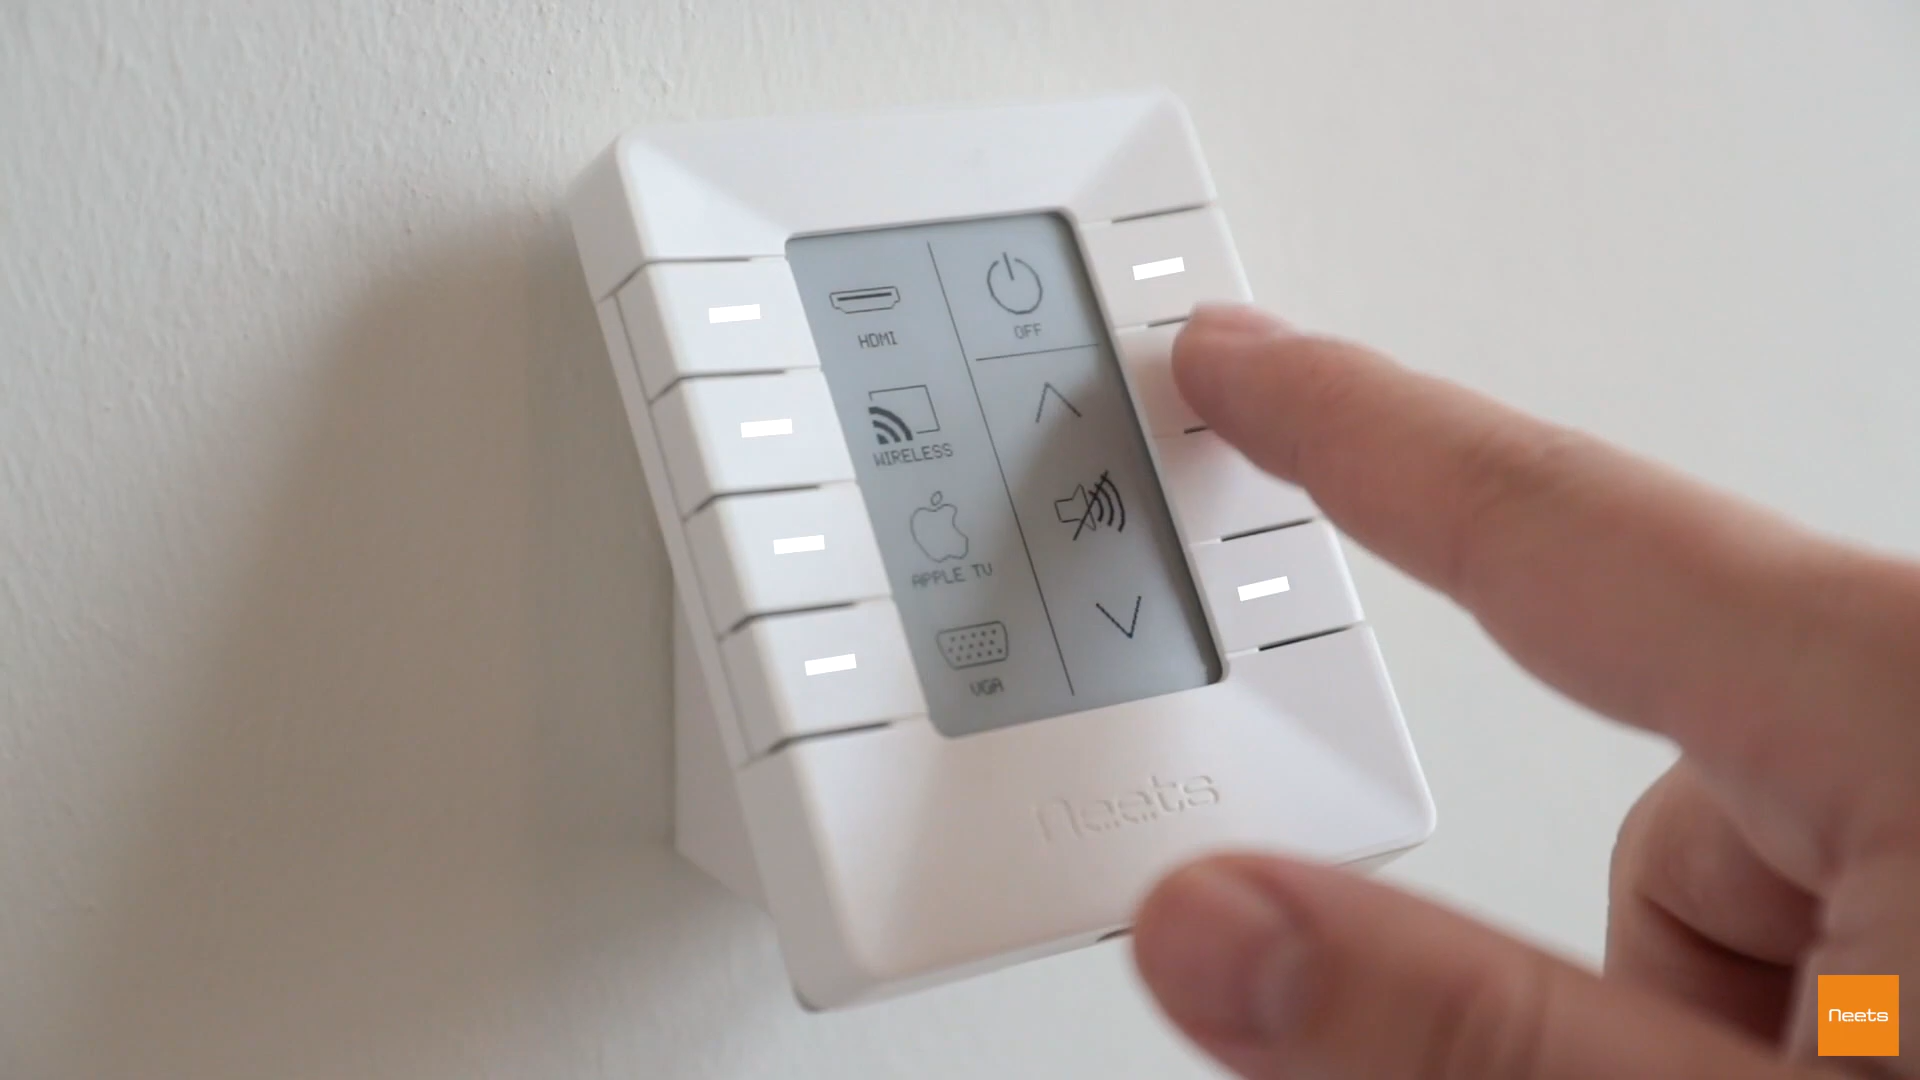 HDMI
OFF
WIRELESS
APPLE TV
VGA
Neets
Neets